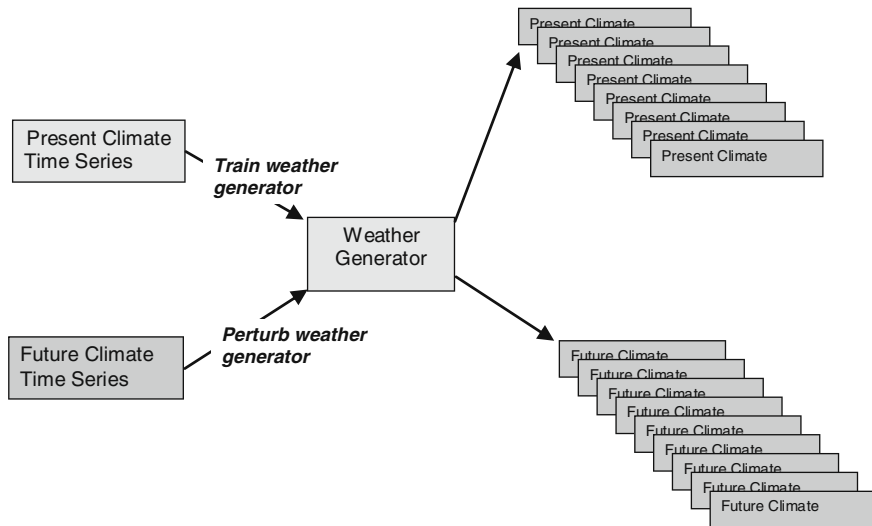 Present Climate
Present Climate
Present Climate
Present Climate
Present Climate
Present Climate
Present Climate
Present Climate
Present Climate
Time Series
Train weather
generator
Weather
Generator
Perturb weather
generator
Future Climate
Time Series
Future Climate
Future Climate
Future Climate
Future Climate
Future Climate
Future Climate
Future Climate
Future Climate
Future Climate